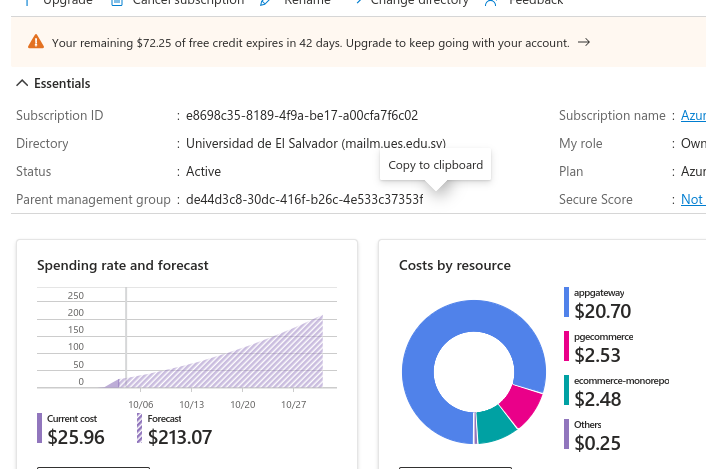 Upgrade Cancel subscription Rename Change directory Feedback
Your remaining $72.25 of free credit expires in 42 days. Upgrade to keep going with your account.
Essentials
Subscription ID : e8698c35-8189-4f9a-be17-a00cfa7f6c02
Subscription name : Azur
Directory : Universidad de El Salvador (mailm.ues.edu.sv)
My role : Own
Copy to clipboard
Status : Active
Plan : Azur
Parent management group : de44d3c8-30dc-416f-b26c-4e533c37353f
Secure Score : Not
Spending rate and forecast
250
200
150
100
50
0
10/06 10/13 10/20 10/27
Current cost
$25.96
Forecast
$213.07
Costs by resource
appgateway
$20.70
pgecommerce
$2.53
ecommerce-monorepo
$2.48
Others
$0.25